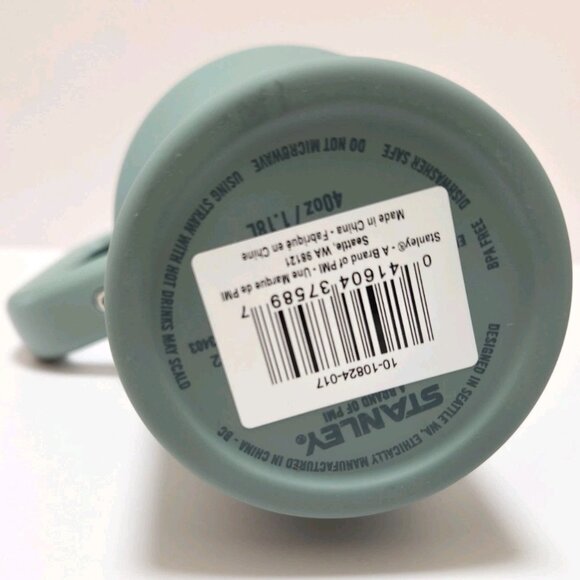 10-10824-017
0 41604 37589 7
Stanley® - A Brand of PMI - Une Marque de PMI
Seattle, WA 98121
Made in China - Fabriqué en Chine
STANLEY®
A BRAND OF PMI
40oz / 1.18L
DESIGNED IN SEATTLE WA, ETHICALLY MANUFACTURED IN CHINA - BC
USING STRAW WITH HOT DRINKS MAY SCALD
DO NOT MICROWAVE
DISHWASHER SAFE
BPA FREE